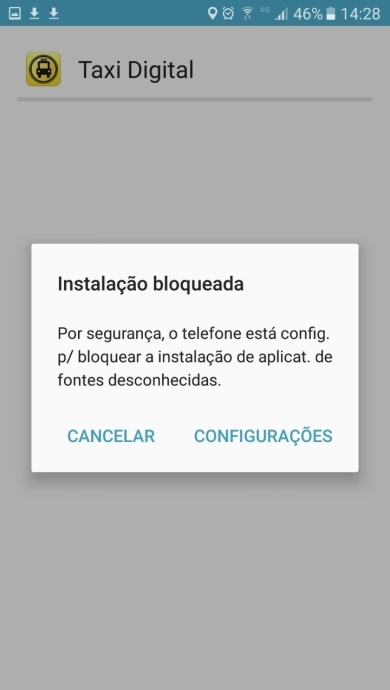 4G 46% 14:28
Taxi Digital
Instalação bloqueada
Por segurança, o telefone está config.
p/ bloquear a instalação de aplicat. de
fontes desconhecidas.
CANCELAR CONFIGURAÇÕES